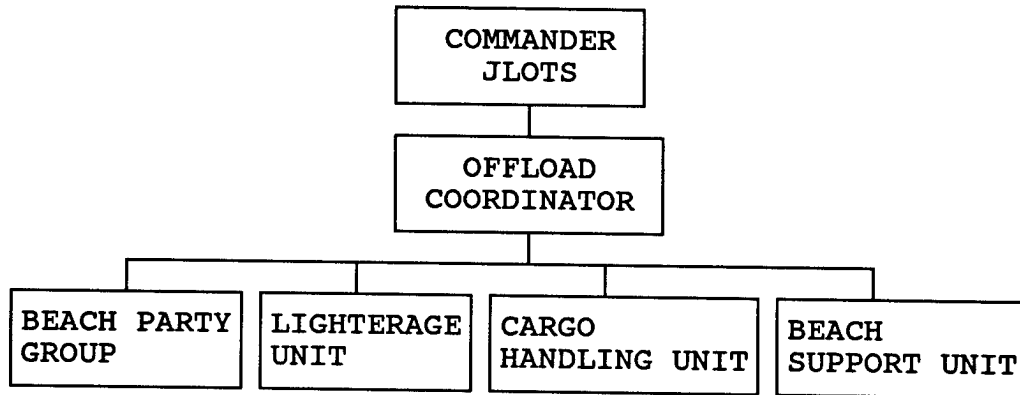 COMMANDER
JLOTS
OFFLOAD
COORDINATOR
BEACH PARTY
GROUP
LIGHTERAGE
UNIT
CARGO
HANDLING UNIT
BEACH
SUPPORT UNIT